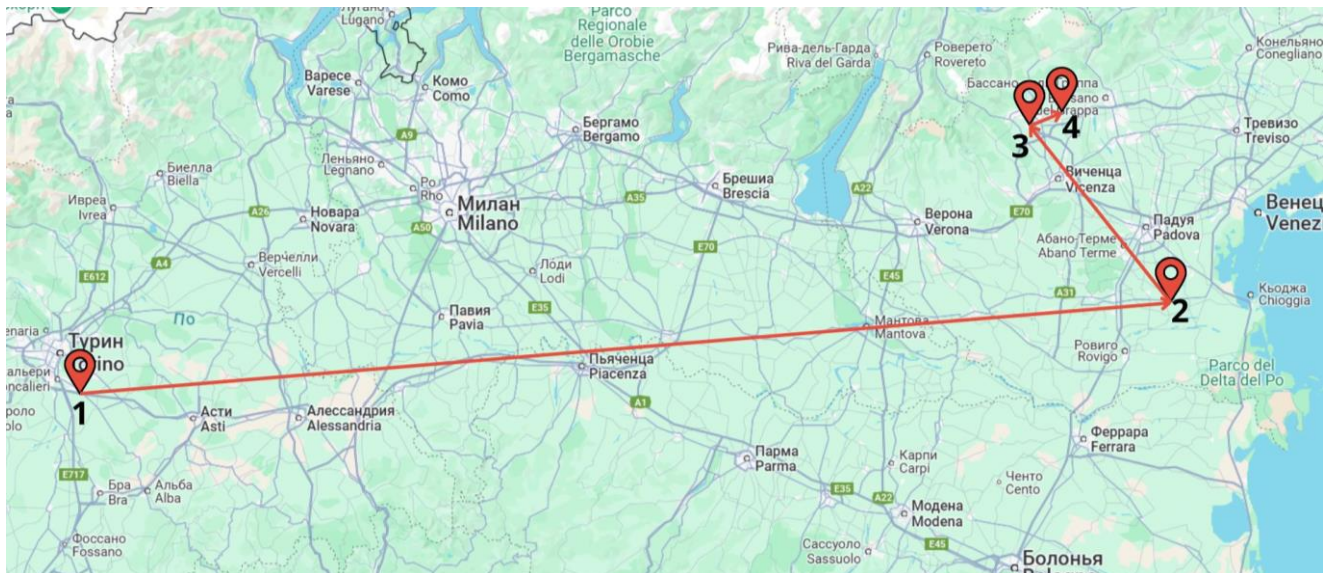 Лугано
Lugano
Parco
Regionale
delle Orobie
Bergamasche
Рива-дель-Гарда
Riva del Garda
Роверето
Rovereto
Конельяно
Conegliano
Варесе
Varese
Комо
Como
Бассано
4
3
Тревизо
Treviso
A9
Бергамо
Bergamo
Леньяно
Legnano
Биелла
Biella
Ро
Rho
Брешиа
Brescia
A22
Виченца
Vicenza
Ивреа
Ivrea
A26
Новара
Novara
Милан
Milano
A35
A50
Верона
Verona
E70
Падуя
Padova
Венец
Venez
E612
A4
Верчелли
Vercelli
Лоди
Lodi
E70
E45
Абано-Терме
Abano Terme
Павия
Pavia
E35
A31
2
Кьоджа
Chioggia
По
Мантова
Mantova
Ровиго
Rovigo
enaria
Турин
1
Пьяченца
Piacenza
Parco del
Delta del Po
Асти
Asti
Алессандрия
Alessandria
A1
Феррара
Ferrara
E717
Бра
Bra
Альба
Alba
Парма
Parma
Карпи
Carpi
Ченто
Cento
E35
A22
Модена
Modena
Фоссано
Fossano
Сассуоло
Sassuolo
E45
Болонья